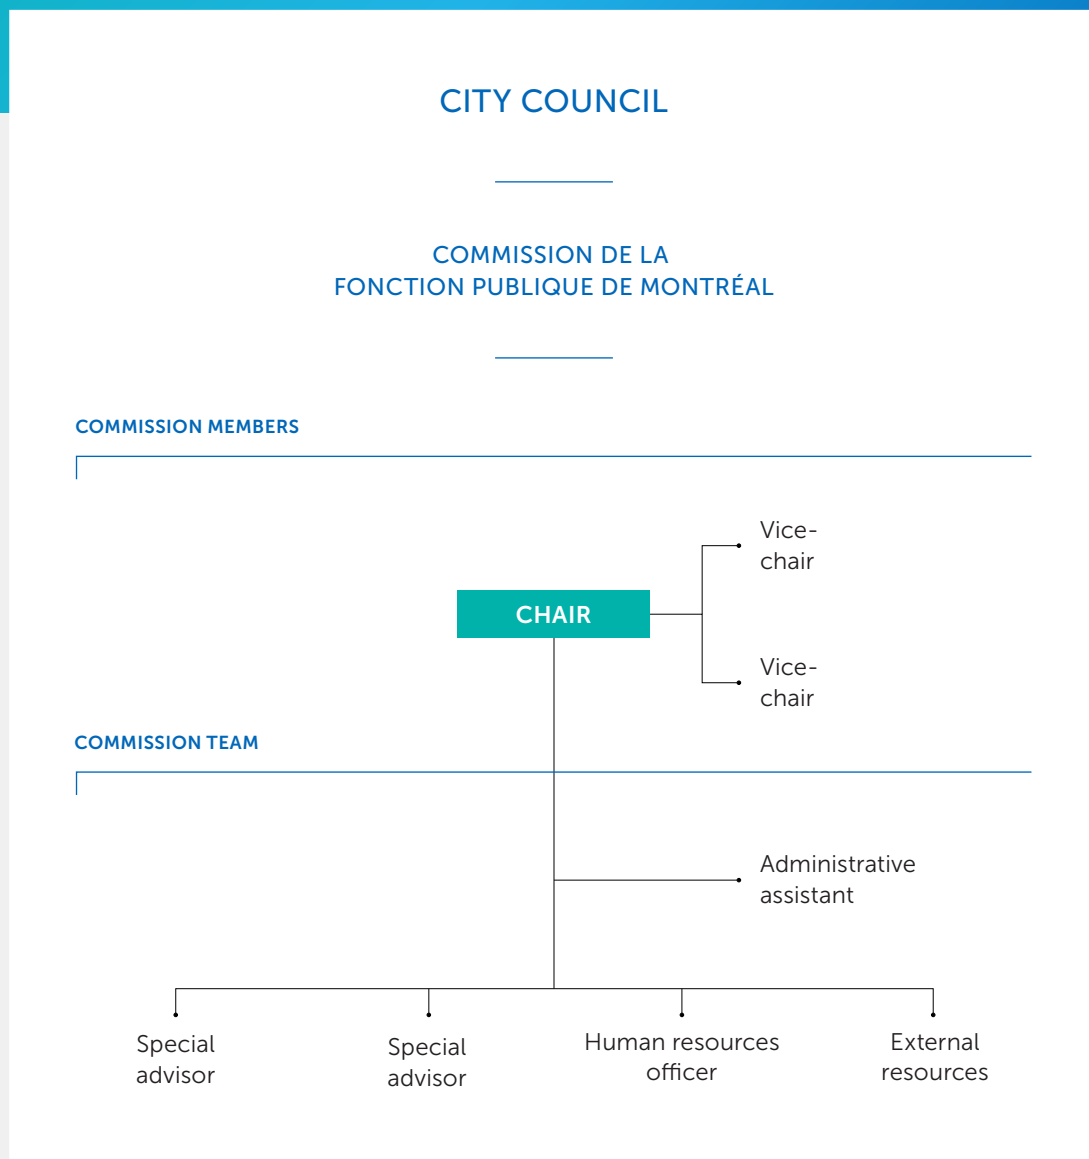 CITY COUNCIL
COMMISSION DE LA
FONCTION PUBLIQUE DE MONTRÉAL
COMMISSION MEMBERS
Vice-
chair
CHAIR
Vice-
chair
COMMISSION TEAM
Administrative
assistant
Special
advisor
Special
advisor
Human resources
officer
External
resources